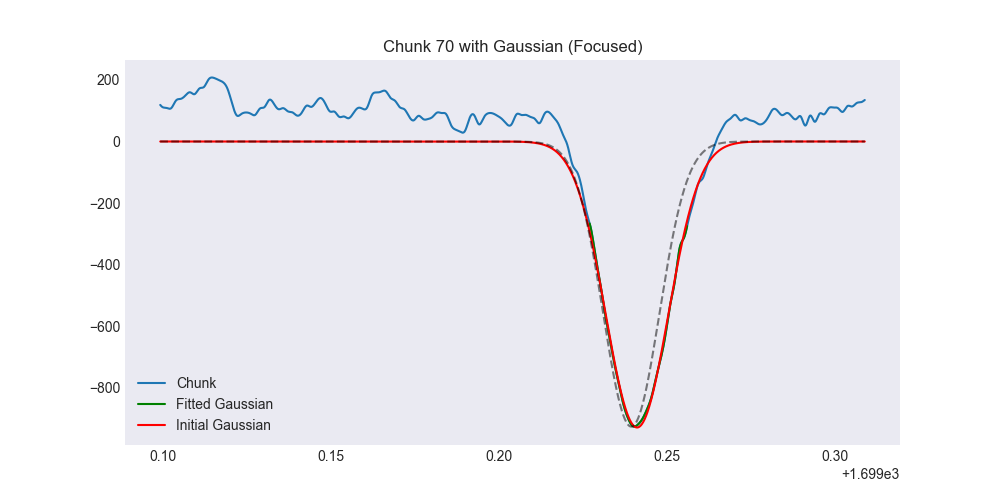 Chunk 70 with Gaussian (Focused)
200
0
−200
−400
−600
−800
Chunk
Fitted Gaussian
Initial Gaussian
0.10
0.15
0.20
0.25
0.30
+1.699e3